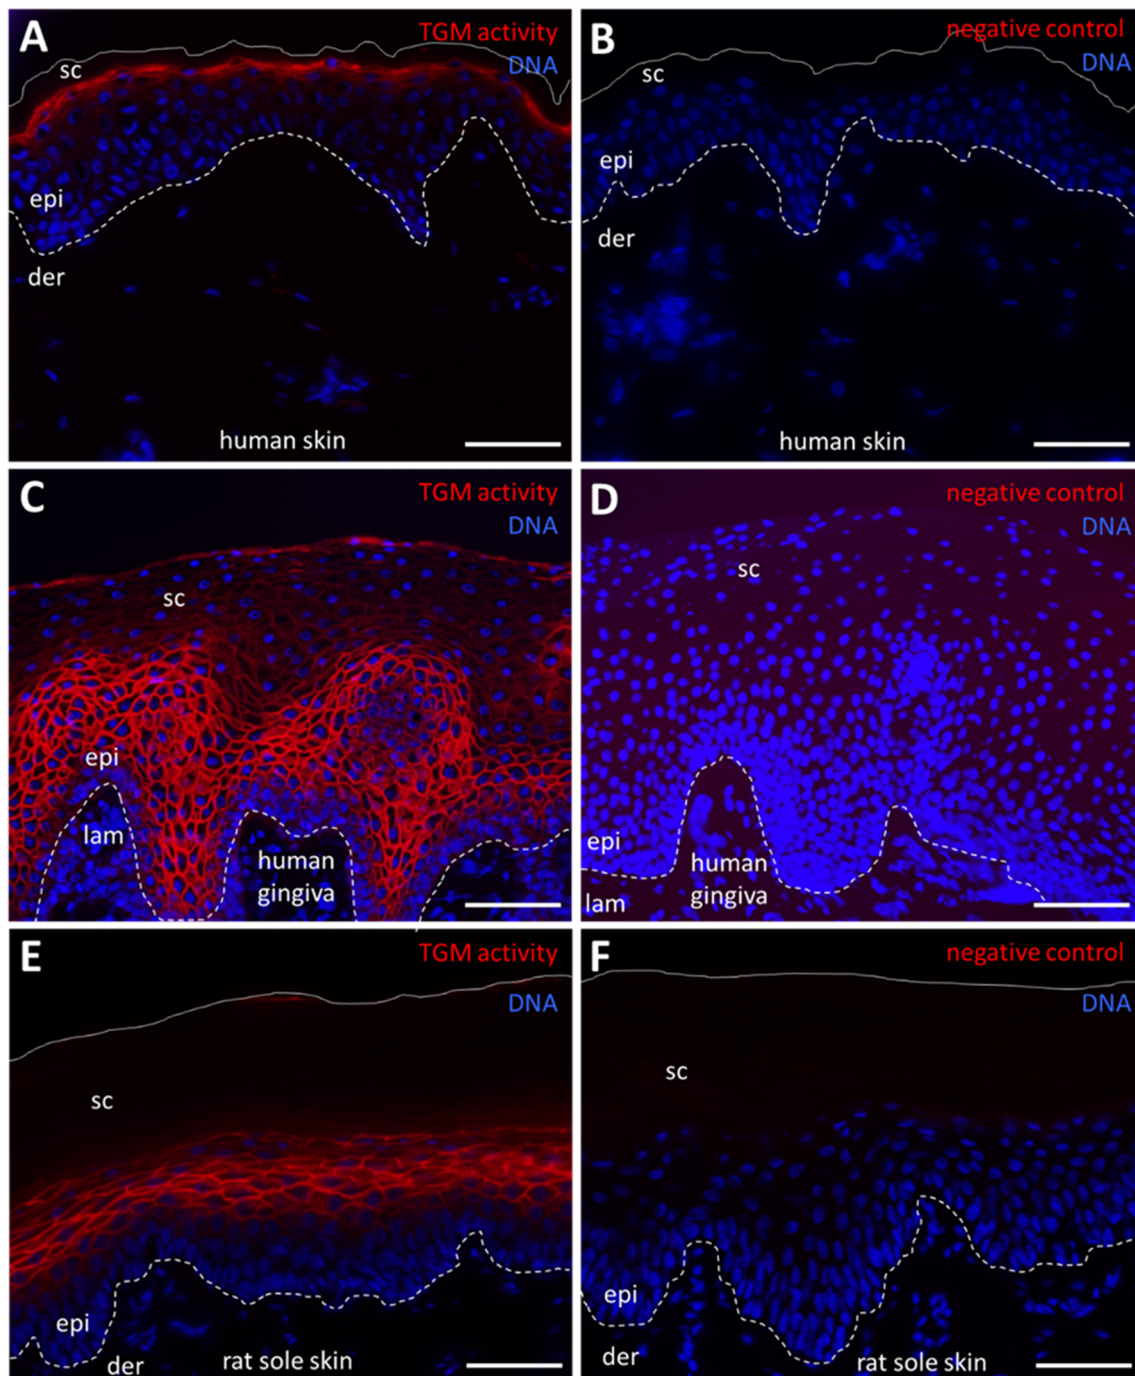 A
TGM activity
DNA
sc
epi
der
human skin
B
negative control
DNA
sc
epi
der
human skin
C
TGM activity
DNA
sc
epi
lam
human
gingiva
D
negative control
DNA
sc
epi
lam
human
gingiva
E
TGM activity
DNA
sc
epi
der
rat sole skin
F
negative control
DNA
sc
epi
der
rat sole skin